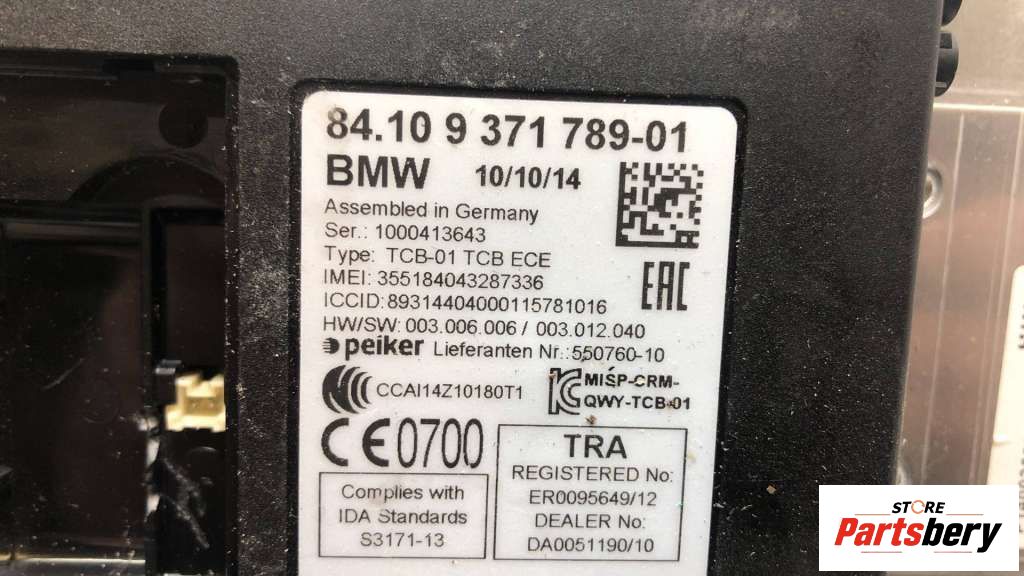 84.10 9 371 789-01
BMW 10/10/14
Assembled in Germany
Ser.: 1000413643
Type: TCB-01 TCB ECE
IMEI: 355184043287336
ICCID: 89314404000115781016
HW/SW: 003.006.006 / 003.012.040
peiker Lieferanten Nr.:550760-10
CCAI14Z10180T1
MSIP-CRM-
QWY-TCB-01
EAC
CE0700
TRA
REGISTERED No:
ER0095649/12
DEALER No:
DA0051190/10
Complies with
IDA Standards
S3171-13
STORE
Partsbery